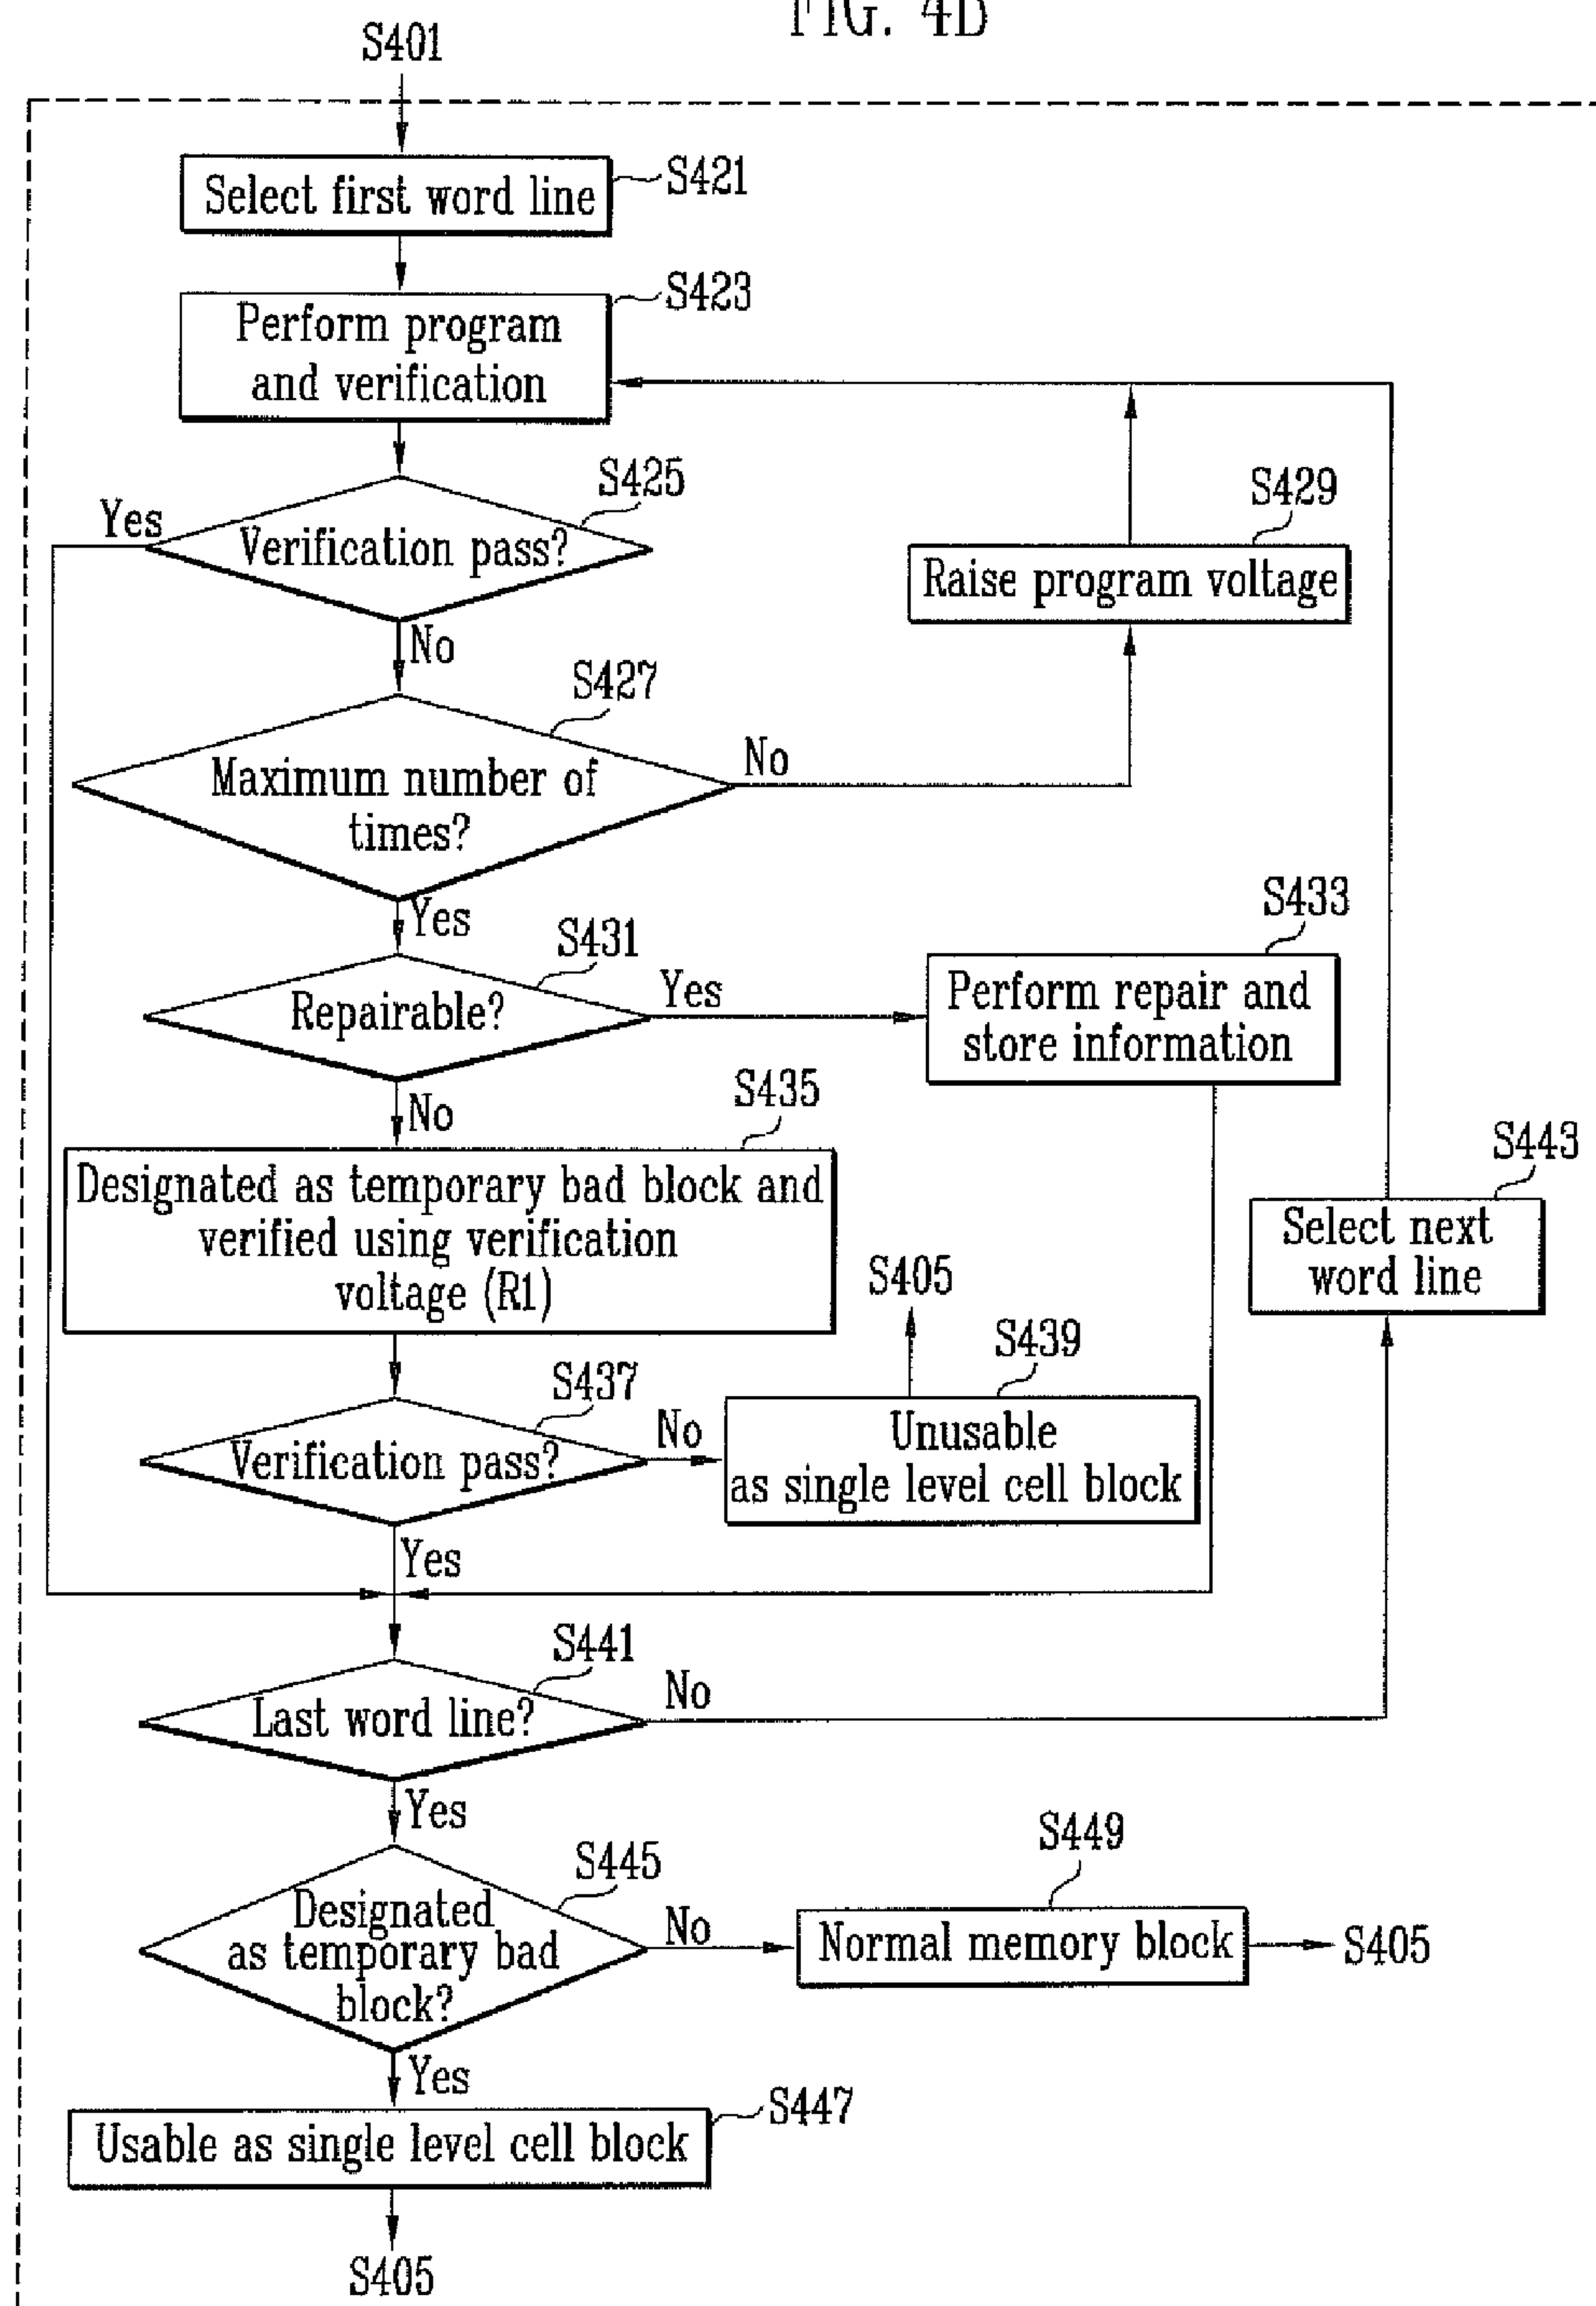 FIG. 4B
S401
Select first word line
S421
Perform program
and verification
S423
Verification pass?
S425
Yes
No
Raise program voltage
S429
Maximum number of
times?
S427
No
Yes
Repairable?
S431
Yes
No
Perform repair and
store information
S433
Designated as temporary bad block and
verified using verification
voltage (R1)
S435
Select next
word line
S443
S405
Verification pass?
S437
No
Yes
Unusable
as single level cell block
S439
Last word line?
S441
No
Yes
Designated
as temporary bad
block?
S445
No
Yes
Normal memory block
S449
S405
Usable as single level cell block
S447
S405